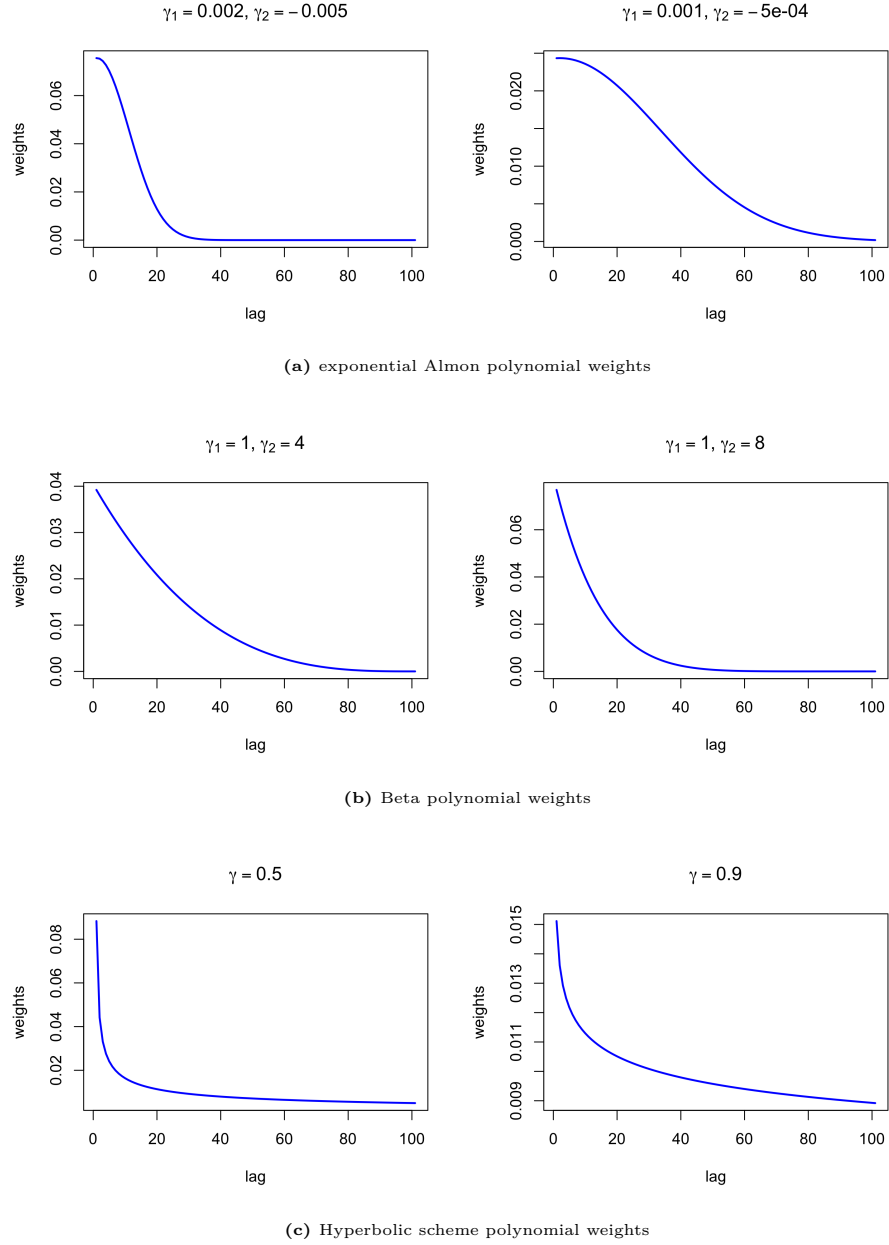 γ1 = 0.002, γ2 = −0.005
weights
0.00 0.02 0.04 0.06
0 20 40 60 80 100
lag
γ1 = 0.001, γ2 = −5e-04
weights
0.000 0.010 0.020
0 20 40 60 80 100
lag
(a) exponential Almon polynomial weights
γ1 = 1, γ2 = 4
weights
0.00 0.01 0.02 0.03 0.04
0 20 40 60 80 100
lag
γ1 = 1, γ2 = 8
weights
0.00 0.02 0.04 0.06
0 20 40 60 80 100
lag
(b) Beta polynomial weights
γ = 0.5
weights
0.02 0.04 0.06 0.08
0 20 40 60 80 100
lag
γ = 0.9
weights
0.009 0.011 0.013 0.015
0 20 40 60 80 100
lag
(c) Hyperbolic scheme polynomial weights